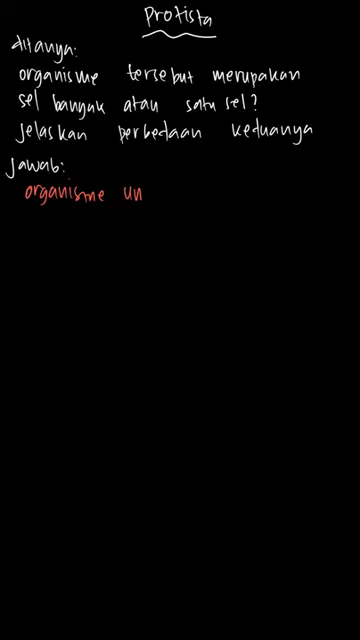 Protista
ditanya:
organisme tersebut merupakan
sel banyak atau satu sel?
jelaskan perbedaan keduanya
jawab:
organisme un